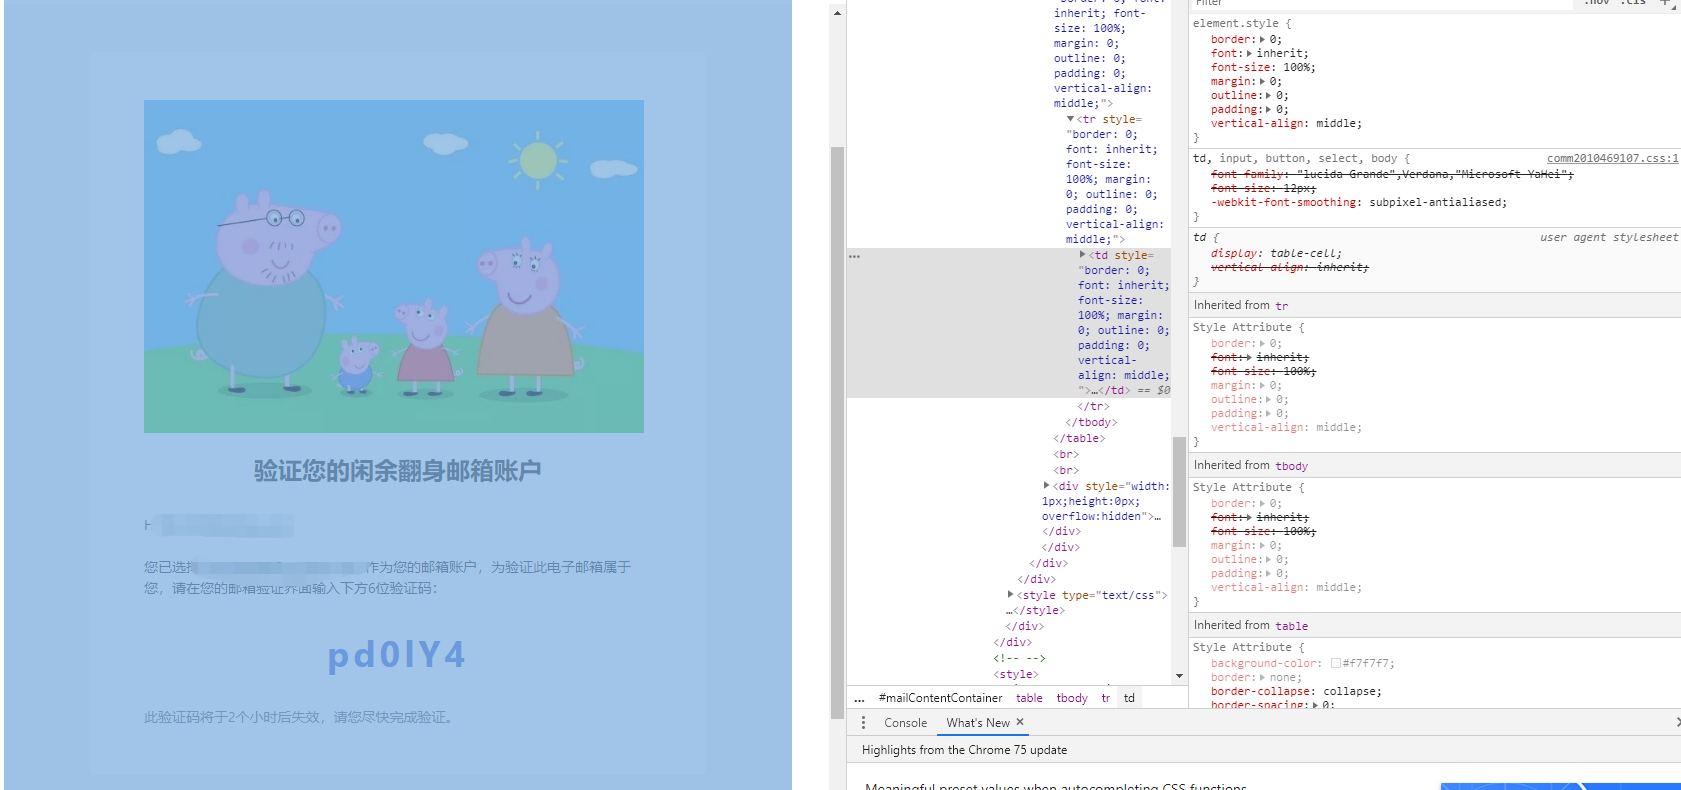 验证您的闲余翻身邮箱账户
H
您已选择
作为您的邮箱账户，为验证此电子邮箱属于
您，请在您的邮箱验证界面输入下方6位验证码：
pd0lY4
此验证码将于2个小时后失效，请您尽快完成验证。
border: 0; font:
inherit; font-
size: 100%;
margin: 0;
outline: 0;
padding: 0;
vertical-align:
middle;">
▼<tr style=
"border: 0;
font: inherit;
font-size:
100%; margin:
0; outline: 0;
padding: 0;
vertical-align:
middle;">
...
▶<td style=
"border: 0;
font: inherit;
font-size:
100%; margin:
0; outline: 0;
padding: 0;
vertical-
align: middle;
">…</td> == $0
</tr>
</tbody>
</table>
<br>
<br>
▶<div style="width:
1px;height:0px;
overflow:hidden">…
</div>
</div>
</div>
</div>
▶<style type="text/css">
…</style>
</div>
</div>
<!-- -->
<style>
... #mailContentContainer table tbody tr td
Filter
:hov .cls +
element.style {
border:▶ 0;
font:▶ inherit;
font-size: 100%;
margin:▶ 0;
outline:▶ 0;
padding:▶ 0;
vertical-align: middle;
}
td, input, button, select, body { comm2010469107.css:1
font-family: "lucida Grande",Verdana,"Microsoft YaHei";
font-size: 12px;
-webkit-font-smoothing: subpixel-antialiased;
}
td { user agent stylesheet
display: table-cell;
vertical-align: inherit;
}
Inherited from tr
Style Attribute {
border:▶ 0;
font:▶ inherit;
font-size: 100%;
margin:▶ 0;
outline:▶ 0;
padding:▶ 0;
vertical-align: middle;
}
Inherited from tbody
Style Attribute {
border:▶ 0;
font:▶ inherit;
font-size: 100%;
margin:▶ 0;
outline:▶ 0;
padding:▶ 0;
vertical-align: middle;
}
Inherited from table
Style Attribute {
background-color: #f7f7f7;
border:▶ none;
border-collapse: collapse;
border-spacing:▶ 0;
Console What's New ×
Highlights from the Chrome 75 update
Meaningful preset values when autocompleting CSS functions